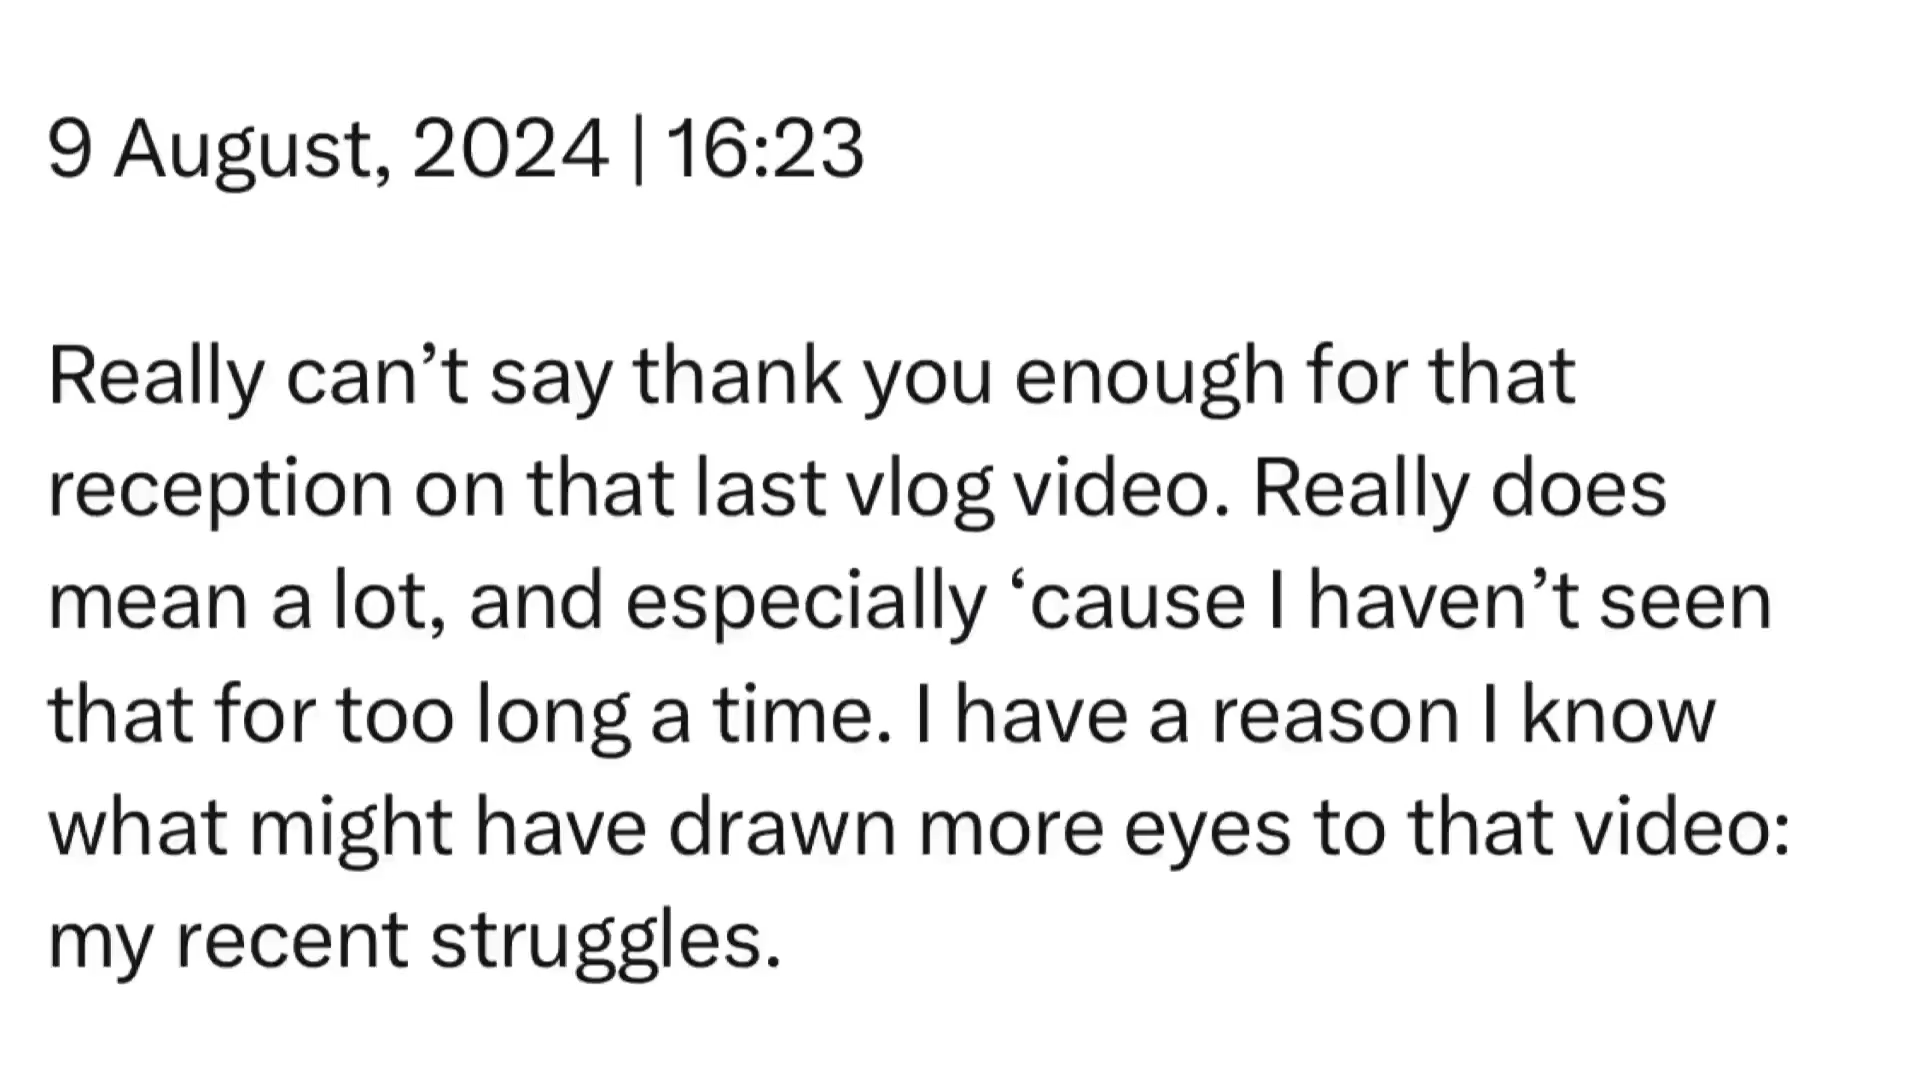 9 August, 2024 | 16:23
Really can’t say thank you enough for that
reception on that last vlog video. Really does
mean a lot, and especially ‘cause I haven’t seen
that for too long a time. I have a reason I know
what might have drawn more eyes to that video:
my recent struggles.